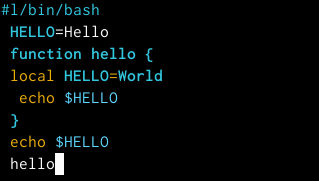 #l/bin/bash
HELLO=Hello
function hello {
local HELLO=World
echo $HELLO
}
echo $HELLO
hello